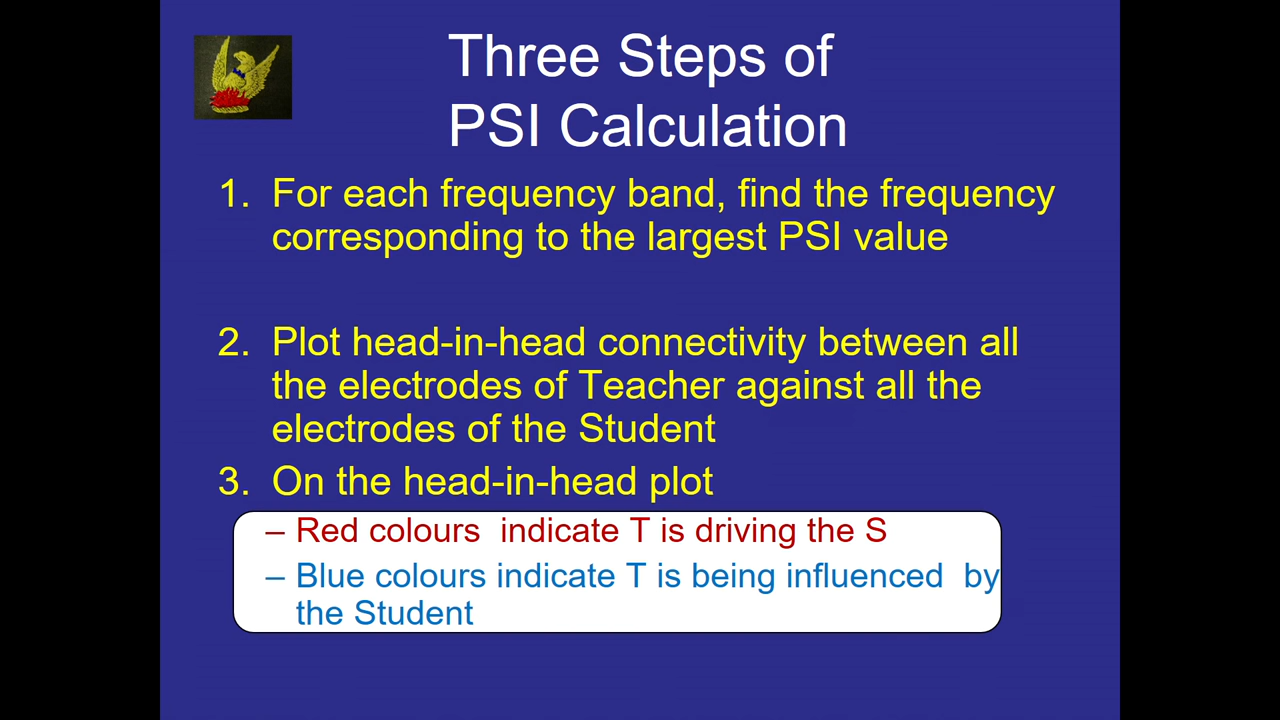 Three Steps of
PSI Calculation
1. For each frequency band, find the frequency
corresponding to the largest PSI value
2. Plot head-in-head connectivity between all
the electrodes of Teacher against all the
electrodes of the Student
3. On the head-in-head plot
– Red colours  indicate T is driving the S
– Blue colours indicate T is being influenced  by
the Student